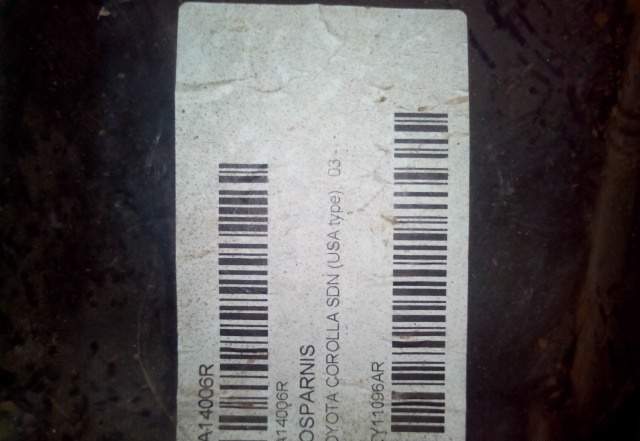 A14006R
A14006R
OSPARNIS
OYOTA COROLLA SDN (USA type), 03 -
Y11096AR